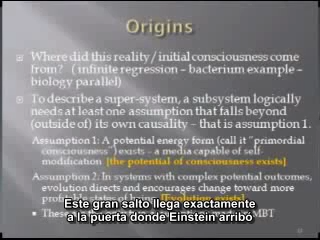 Origins
Where did this reality / initial consciousness come
from? ( infinite regression – bacterium example –
biology parallel)
To describe a super-system, a subsystem logically
needs at least one assumption that falls beyond
(outside of) its own causality – that is assumption 1.
Assumption 1: A potential energy form (call it “primordial
consciousness”) exists – a media capable of self-
modification [the potential of consciousness exists]
Assumption 2: In systems with complex potential outcomes,
evolution directs and encourages change toward more
[Evolution exists]
Este gran salto llega exactamente
a la puerta donde Einstein arribo
MBT